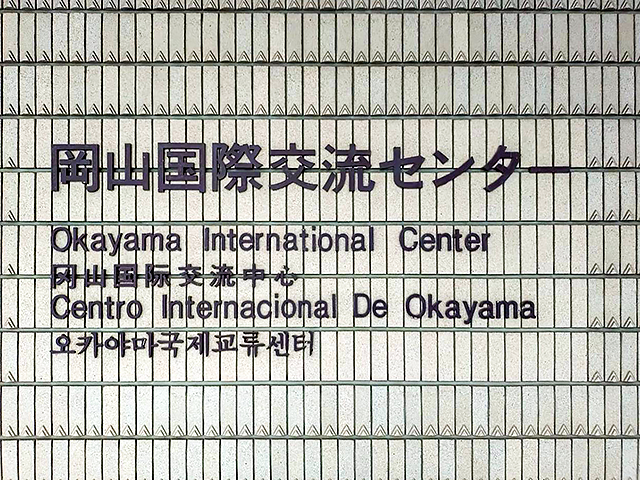 岡山国際交流センター
Okayama International Center
冈山国际交流中心
Centro Internacional De Okayama
오카야마국제교류센터